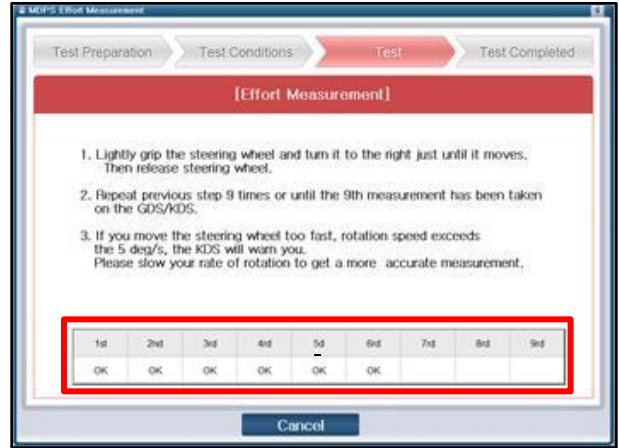 MDPS Effort Measurement
Test Preparation
Test Conditions
Test
Test Completed
[Effort Measurement]
1. Lightly grip the steering wheel and turn it to the right just until it moves.
Then release steering wheel.
2. Repeat previous step 9 times or until the 9th measurement has been taken
on the GDS/KDS.
3. If you move the steering wheel too fast, rotation speed exceeds
the 5 deg/s, the KDS will warn you.
Please slow your rate of rotation to get a more accurate measurement.
1st 2nd 3rd 4rd 5d 6rd 7rd 8rd 9rd
OK OK OK OK OK OK
Cancel